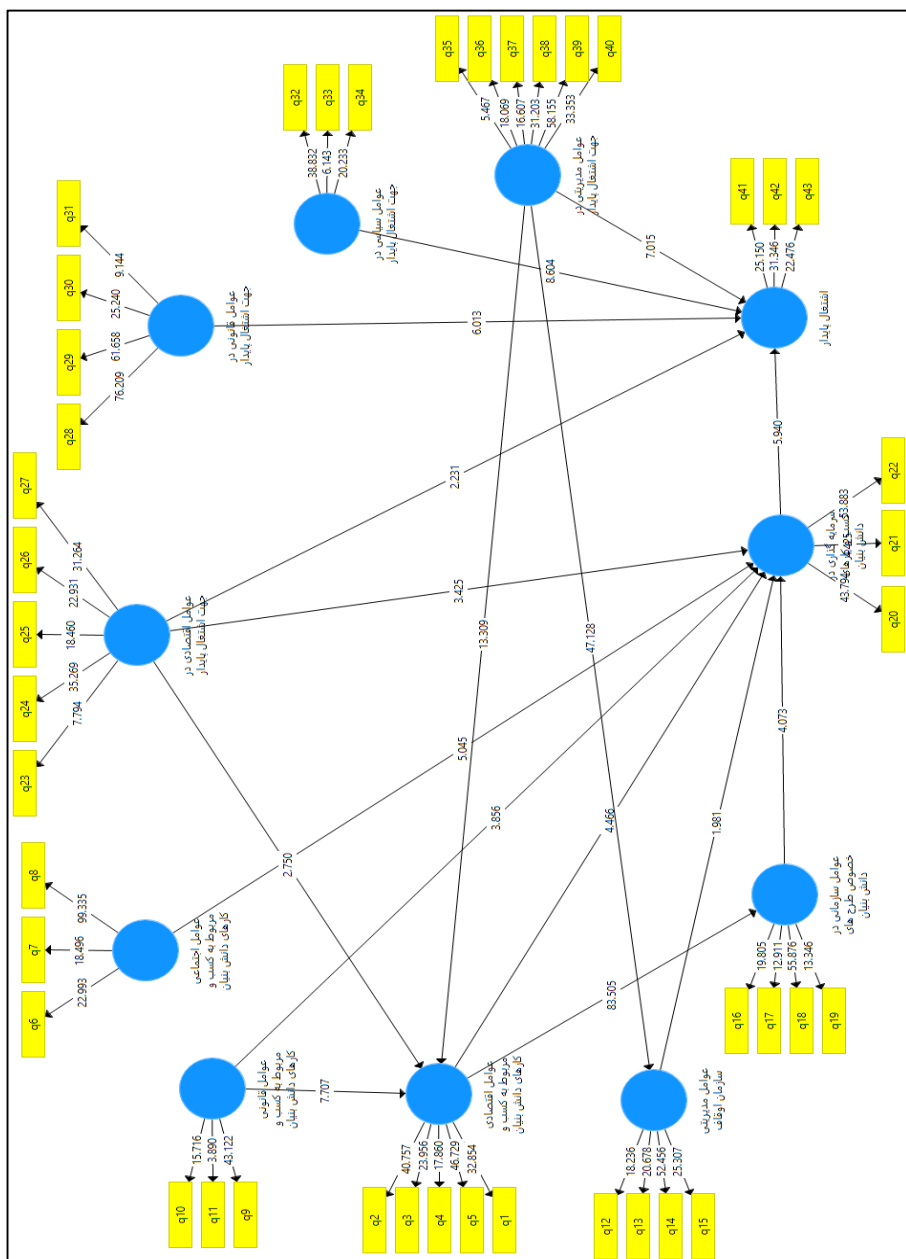 q35
q36
q37
q38
q39
q40
5.467
18.069
16.607
31.203
58.155
33.353
عوامل مدیریتی در
جهت اشتغال پایدار
q32
q33
q34
38.832
6.143
20.233
عوامل سیاسی در
جهت اشتغال پایدار
q41
q42
q43
25.150
31.346
22.476
اشتغال پایدار
7.015
8.604
6.013
q31
q30
q29
q28
9.144
25.240
61.658
76.209
عوامل قانونی در
جهت اشتغال پایدار
2.231
5.940
q27
q26
q25
q24
q23
31.264
22.931
18.460
35.269
7.794
عوامل اقتصادی در
جهت اشتغال پایدار
3.425
13.309
47.128
q22
q21
q20
53.883
43.794
سرمایه گذاری در
کسب و کارهای
دانش بنیان
5.045
3.856
2.750
4.466
1.981
4.073
q8
q7
q6
99.335
18.496
22.993
عوامل اجتماعی
مربوط به کسب و
کارهای دانش بنیان
عوامل سازمانی در
خصوص طرح های
دانش بنیان
19.805
12.911
55.876
13.346
q16
q17
q18
q19
83.505
7.707
عوامل قانونی
مربوط به کسب و
کارهای دانش بنیان
15.716
3.890
43.122
q10
q11
q9
عوامل اقتصادی
مربوط به کسب و
کارهای دانش بنیان
40.757
23.956
17.860
46.729
32.854
q2
q3
q4
q5
q1
عوامل مدیریتی
سازمان اوقاف
18.236
20.678
52.456
25.307
q12
q13
q14
q15